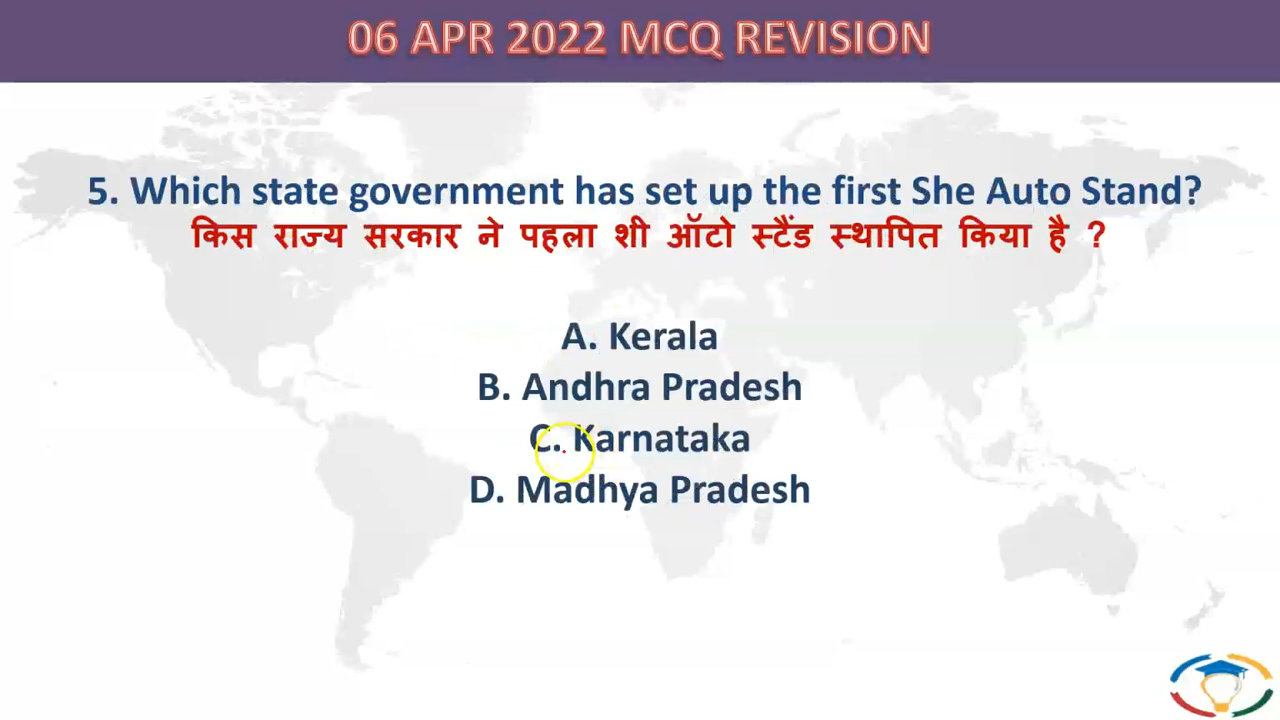 06 APR 2022 MCQ REVISION
5. Which state government has set up the first She Auto Stand?
किस राज्य सरकार ने पहला शी ऑटो स्टैंड स्थापित किया है ?
A. Kerala
B. Andhra Pradesh
C. Karnataka
D. Madhya Pradesh